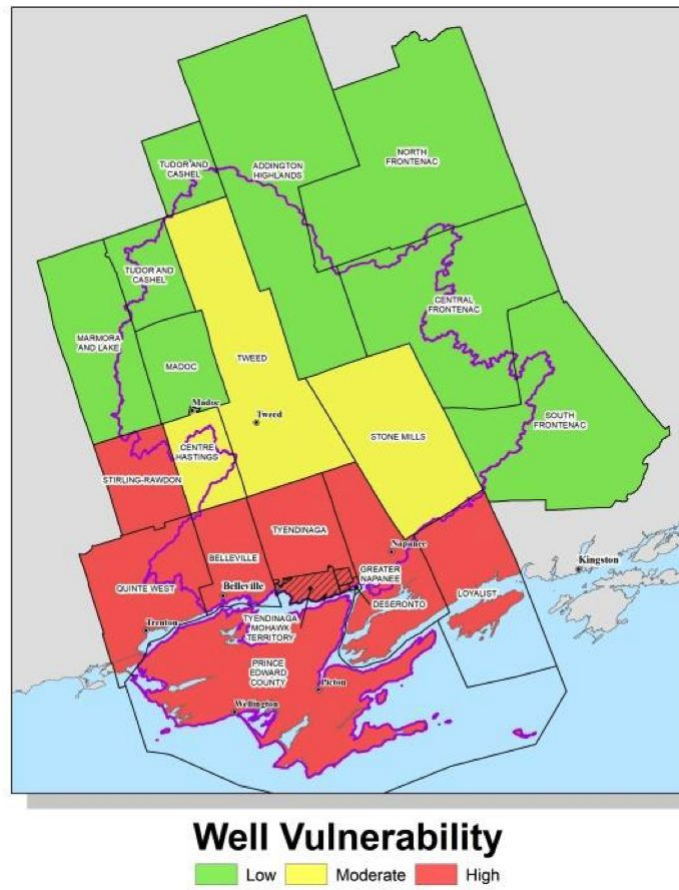 NORTH
FRONTENAC
TUDOR AND
CASHEL
ADDINGTON
HIGHLANDS
TUDOR AND
CASHEL
CENTRAL
FRONTENAC
MARMORA
AND LAKE
MADOC
TWEED
Madoc
Tweed
SOUTH
FRONTENAC
STONE MILLS
CENTRE
HASTINGS
STIRLING-RAWDON
TYENDINAGA
Napanee
BELLEVILLE
Kingston
GREATER
NAPANEE
QUINTE WEST
Belleville
LOYALIST
DESERONTO
TYENDINAGA
MOHAWK
TERRITORY
Trenton
PRINCE
EDWARD
COUNTY
Picton
Wellington
Well Vulnerability
Low Moderate High